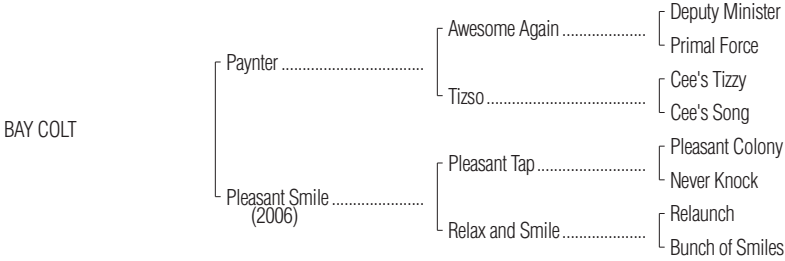 Deputy Minister
Awesome Again ....................
Primal Force
Paynter ..................................
Cee's Tizzy
Tizso ......................................
Cee's Song
BAY COLT
Pleasant Colony
Pleasant Tap ..........................
Never Knock
Pleasant Smile ......................
(2006)
Relaunch
Relax and Smile ....................
Bunch of Smiles